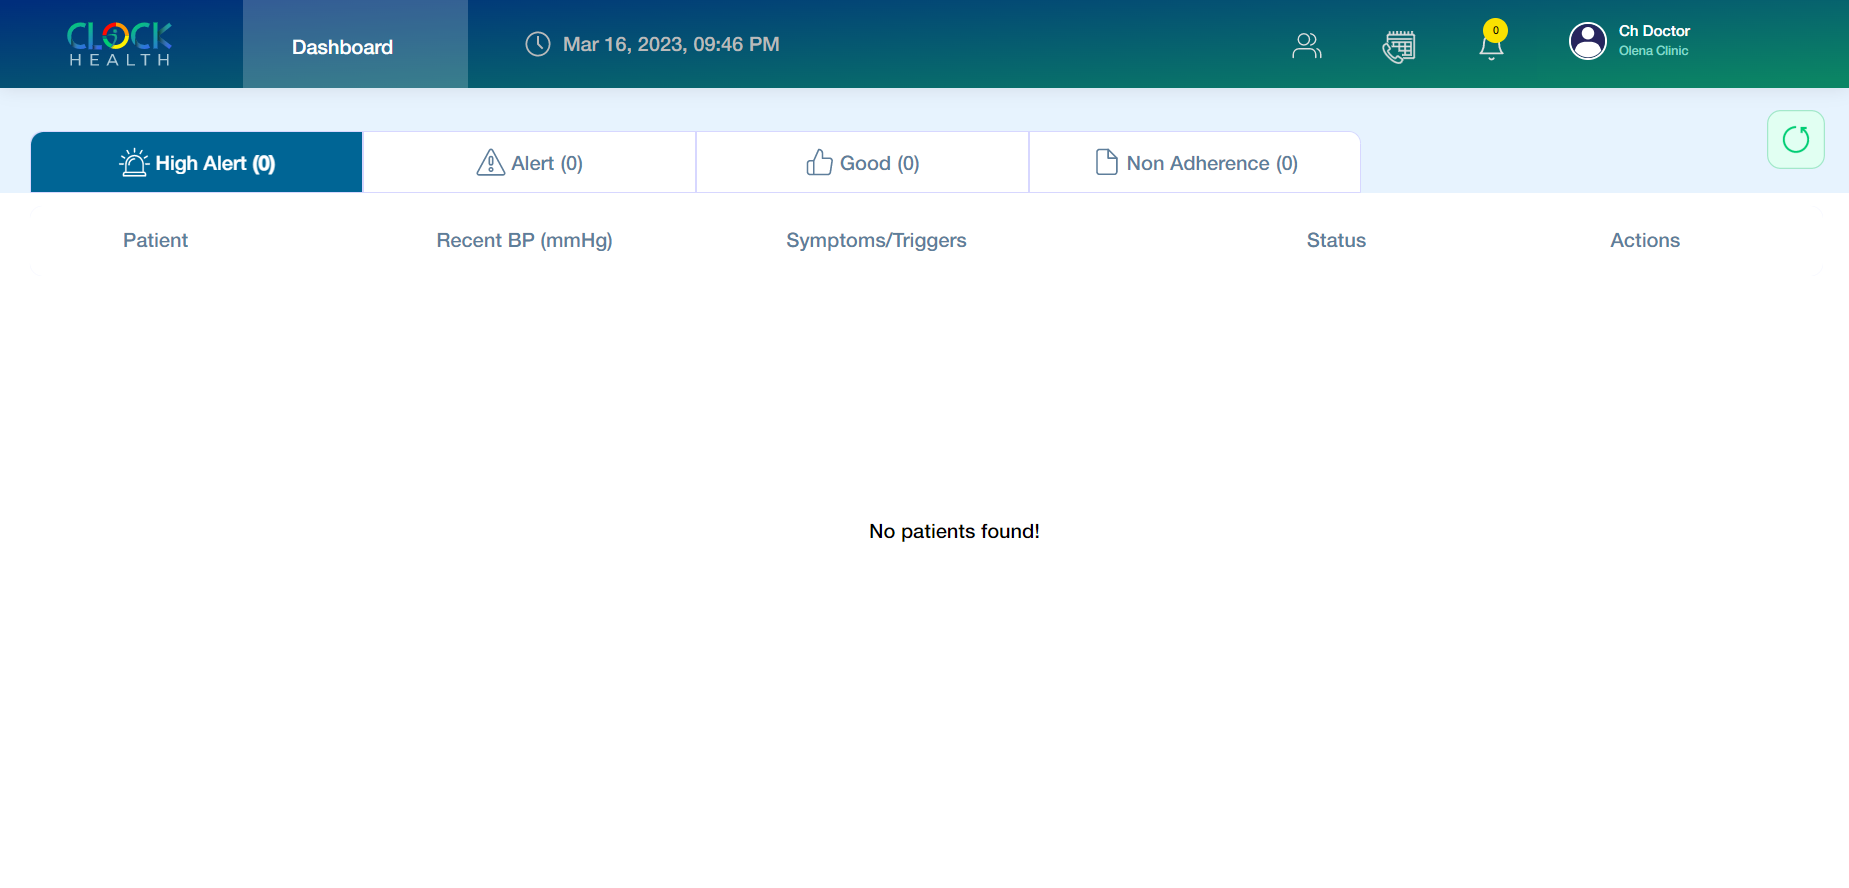 CLOCK
HEALTH
Dashboard
Mar 16, 2023, 09:46 PM
0
Ch Doctor
Olena Clinic
High Alert (0)
Alert (0)
Good (0)
Non Adherence (0)
Patient
Recent BP (mmHg)
Symptoms/Triggers
Status
Actions
No patients found!